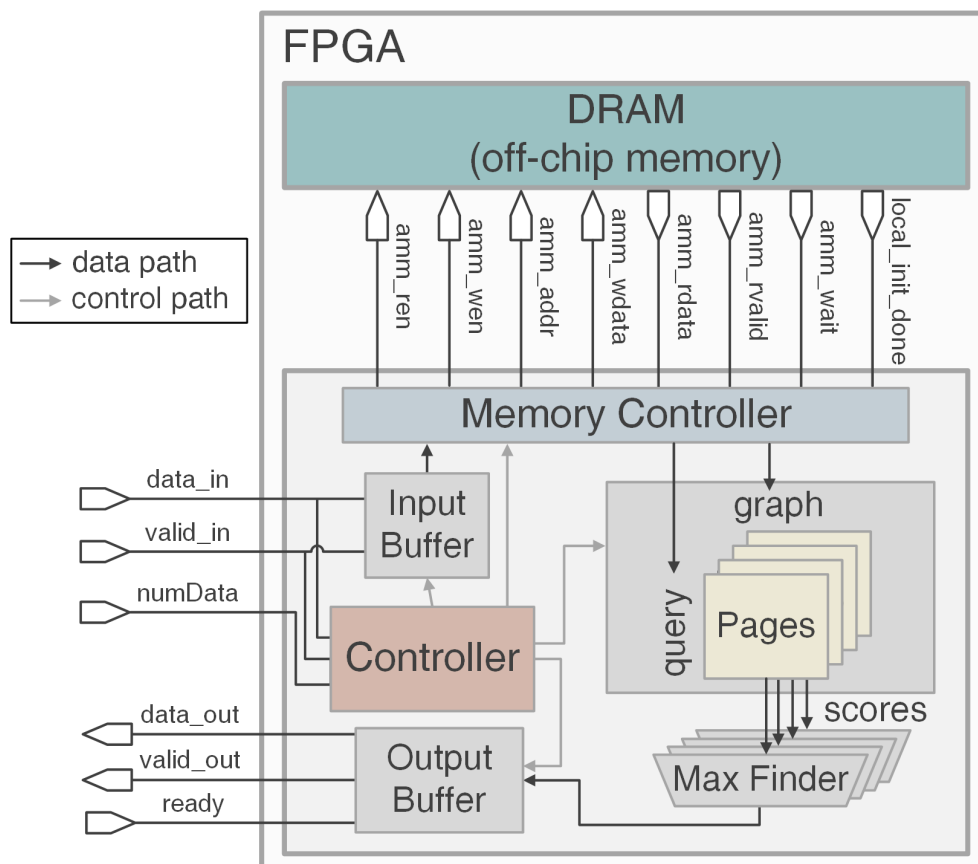 FPGA
DRAM
(off-chip memory)
amm_ren
amm_wen
amm_addr
amm_wdata
amm_rdata
amm_rvalid
amm_wait
local_init_done
data path
control path
Memory Controller
data_in
valid_in
numData
Input
Buffer
graph
query
Pages
Controller
scores
data_out
valid_out
ready
Output
Buffer
Max Finder